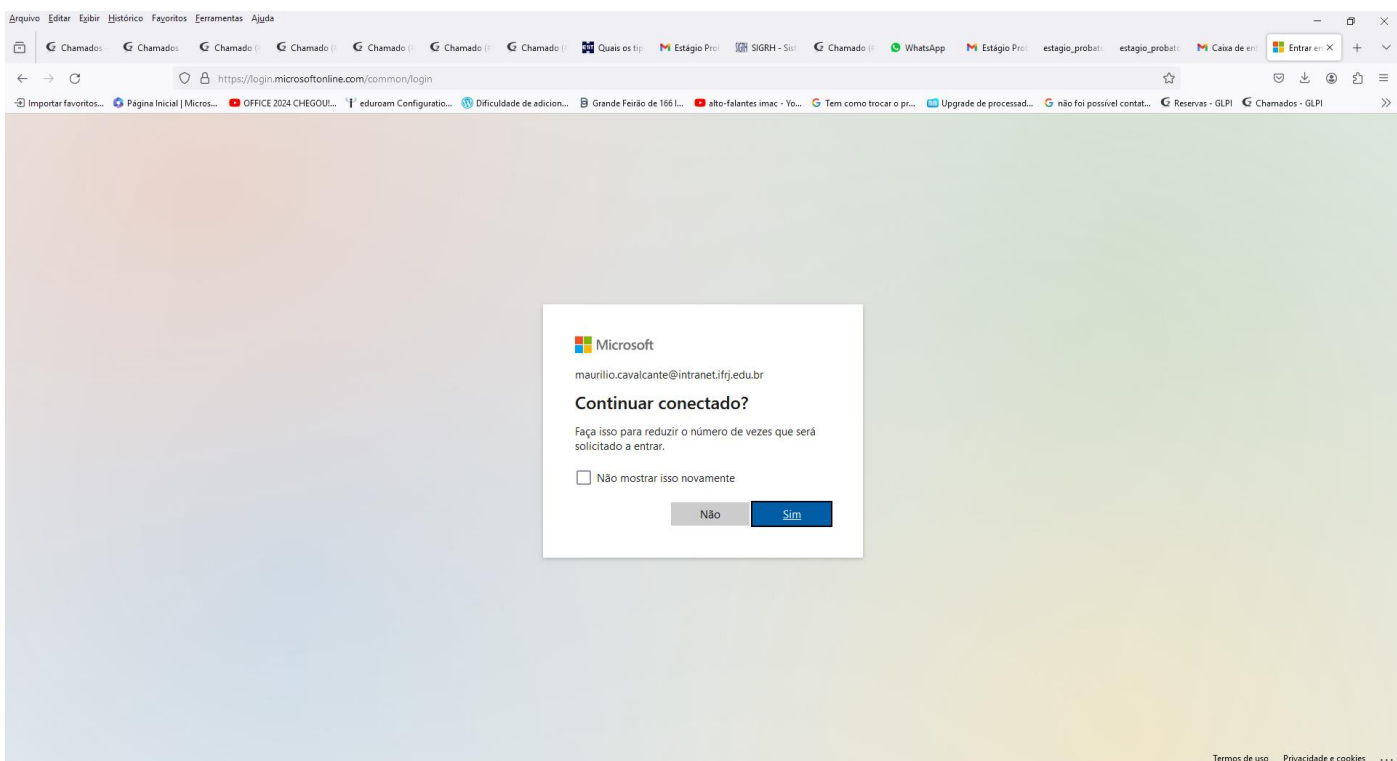 Arquivo Editar Exibir Histórico Favoritos Ferramentas Ajuda
Chamados - Chamados Chamado ( Chamado ( Chamado ( Chamado ( Chamado ( Quais os tip Estágio Prob SIGRH - Sis Chamado ( WhatsApp Estágio Prob estagio_probato estagio_probato Caixa de en Entrar em
https://login.microsoftonline.com/common/login
Importar favoritos... Página Inicial | Micros... OFFICE 2024 CHEGOU!... eduroam Configuratio... Dificuldade de adicion... Grande Feirão de 166 I... alto-falantes imac - Yo... Tem como trocar o pr... Upgrade de processad... não foi possível contat... Reservas - GLPI Chamados - GLPI
Microsoft
maurilio.cavalcante@intranet.ifrj.edu.br
Continuar conectado?
Faça isso para reduzir o número de vezes que será
solicitado a entrar.
Não mostrar isso novamente
Não Sim
Termos de uso Privacidade e cookies ...